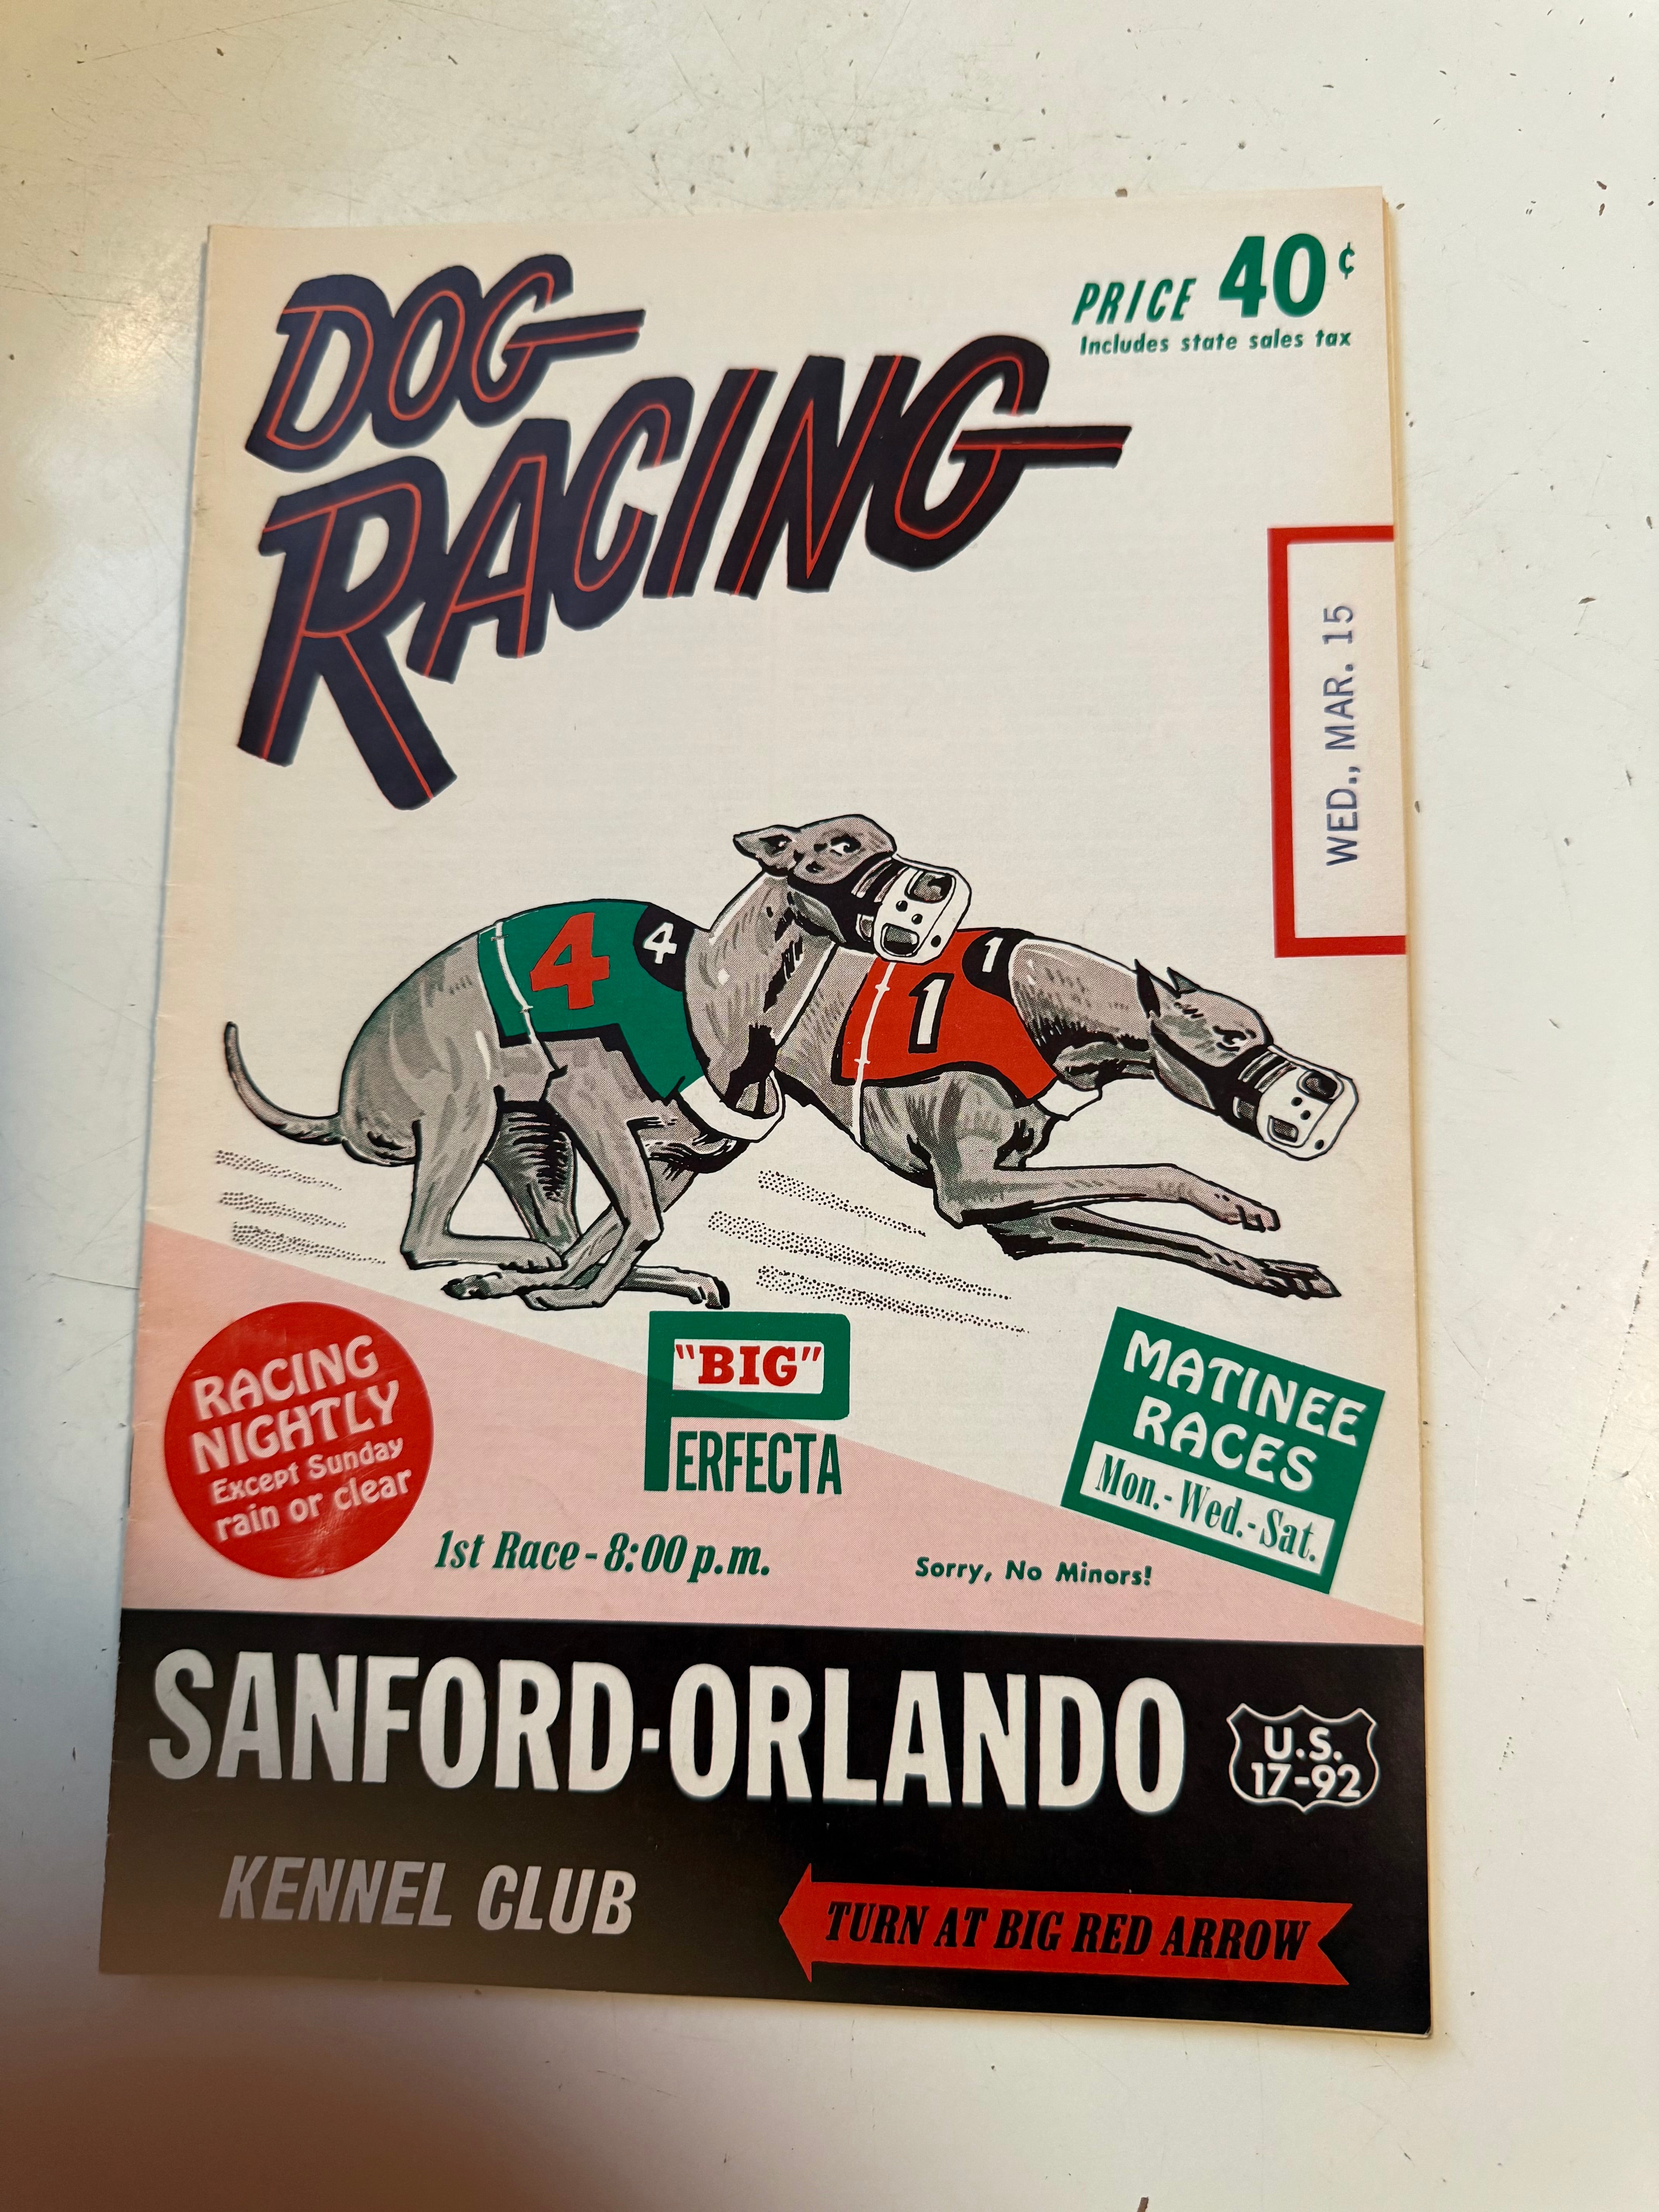 DOG
RACING
PRICE 40¢
Includes state sales tax
WED., MAR. 15
4
4
1
1
RACING
NIGHTLY
Except Sunday
rain or clear
"BIG"
PERFECTA
MATINEE
RACES
Mon.-Wed.-Sat.
1st Race-8:00 p.m.
Sorry, No Minors!
SANFORD-ORLANDO
U.S.
17-92
KENNEL CLUB
TURN AT BIG RED ARROW